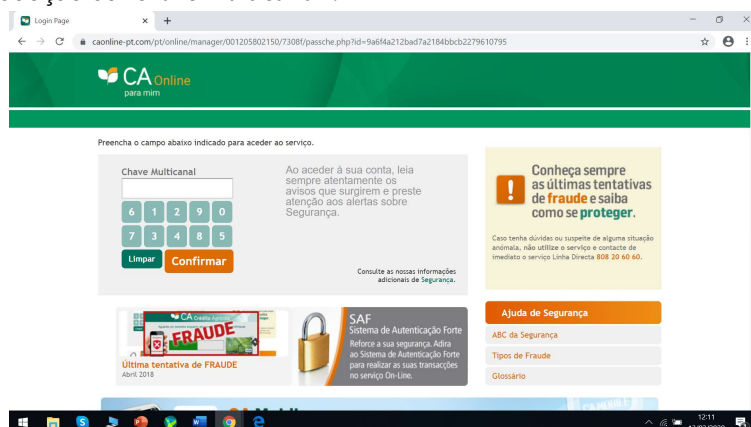 Login Page
caonline-pt.com/pt/online/manager/001205802150/7308f/passche.php?id=9a6f4a212bad7a2184bbcb2279610795
CA Online
para mim
Preencha o campo abaixo indicado para aceder ao serviço.
Chave Multicanal
6 1 2 9 0
7 3 4 8 5
Limpar Confirmar
Ao aceder à sua conta, leia
sempre atentamente os
avisos que surgirem e preste
atenção aos alertas sobre
Segurança.
Consulte as nossas informações
adicionais de Segurança.
Conheça sempre
as últimas tentativas
de fraude e saiba
como se proteger.
Caso tenha dúvidas ou suspeite de alguma situação
anómala, não utilize o serviço e contacte de
imediato o serviço Linha Directa 808 20 60 60.
CA Crédito Agrícola
FRAUDE
Última tentativa de FRAUDE
Abril 2018
SAF
Sistema de Autenticação Forte
Reforce a sua segurança. Adira
ao Sistema de Autenticação Forte
para realizar as suas transacções
no serviço On-Line.
Ajuda de Segurança
ABC da Segurança
Tipos de Fraude
Glossário
12:11